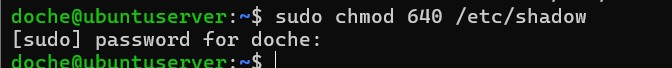 doche@ubuntuserver:~$ sudo chmod 640 /etc/shadow
[sudo] password for doche:
doche@ubuntuserver:~$